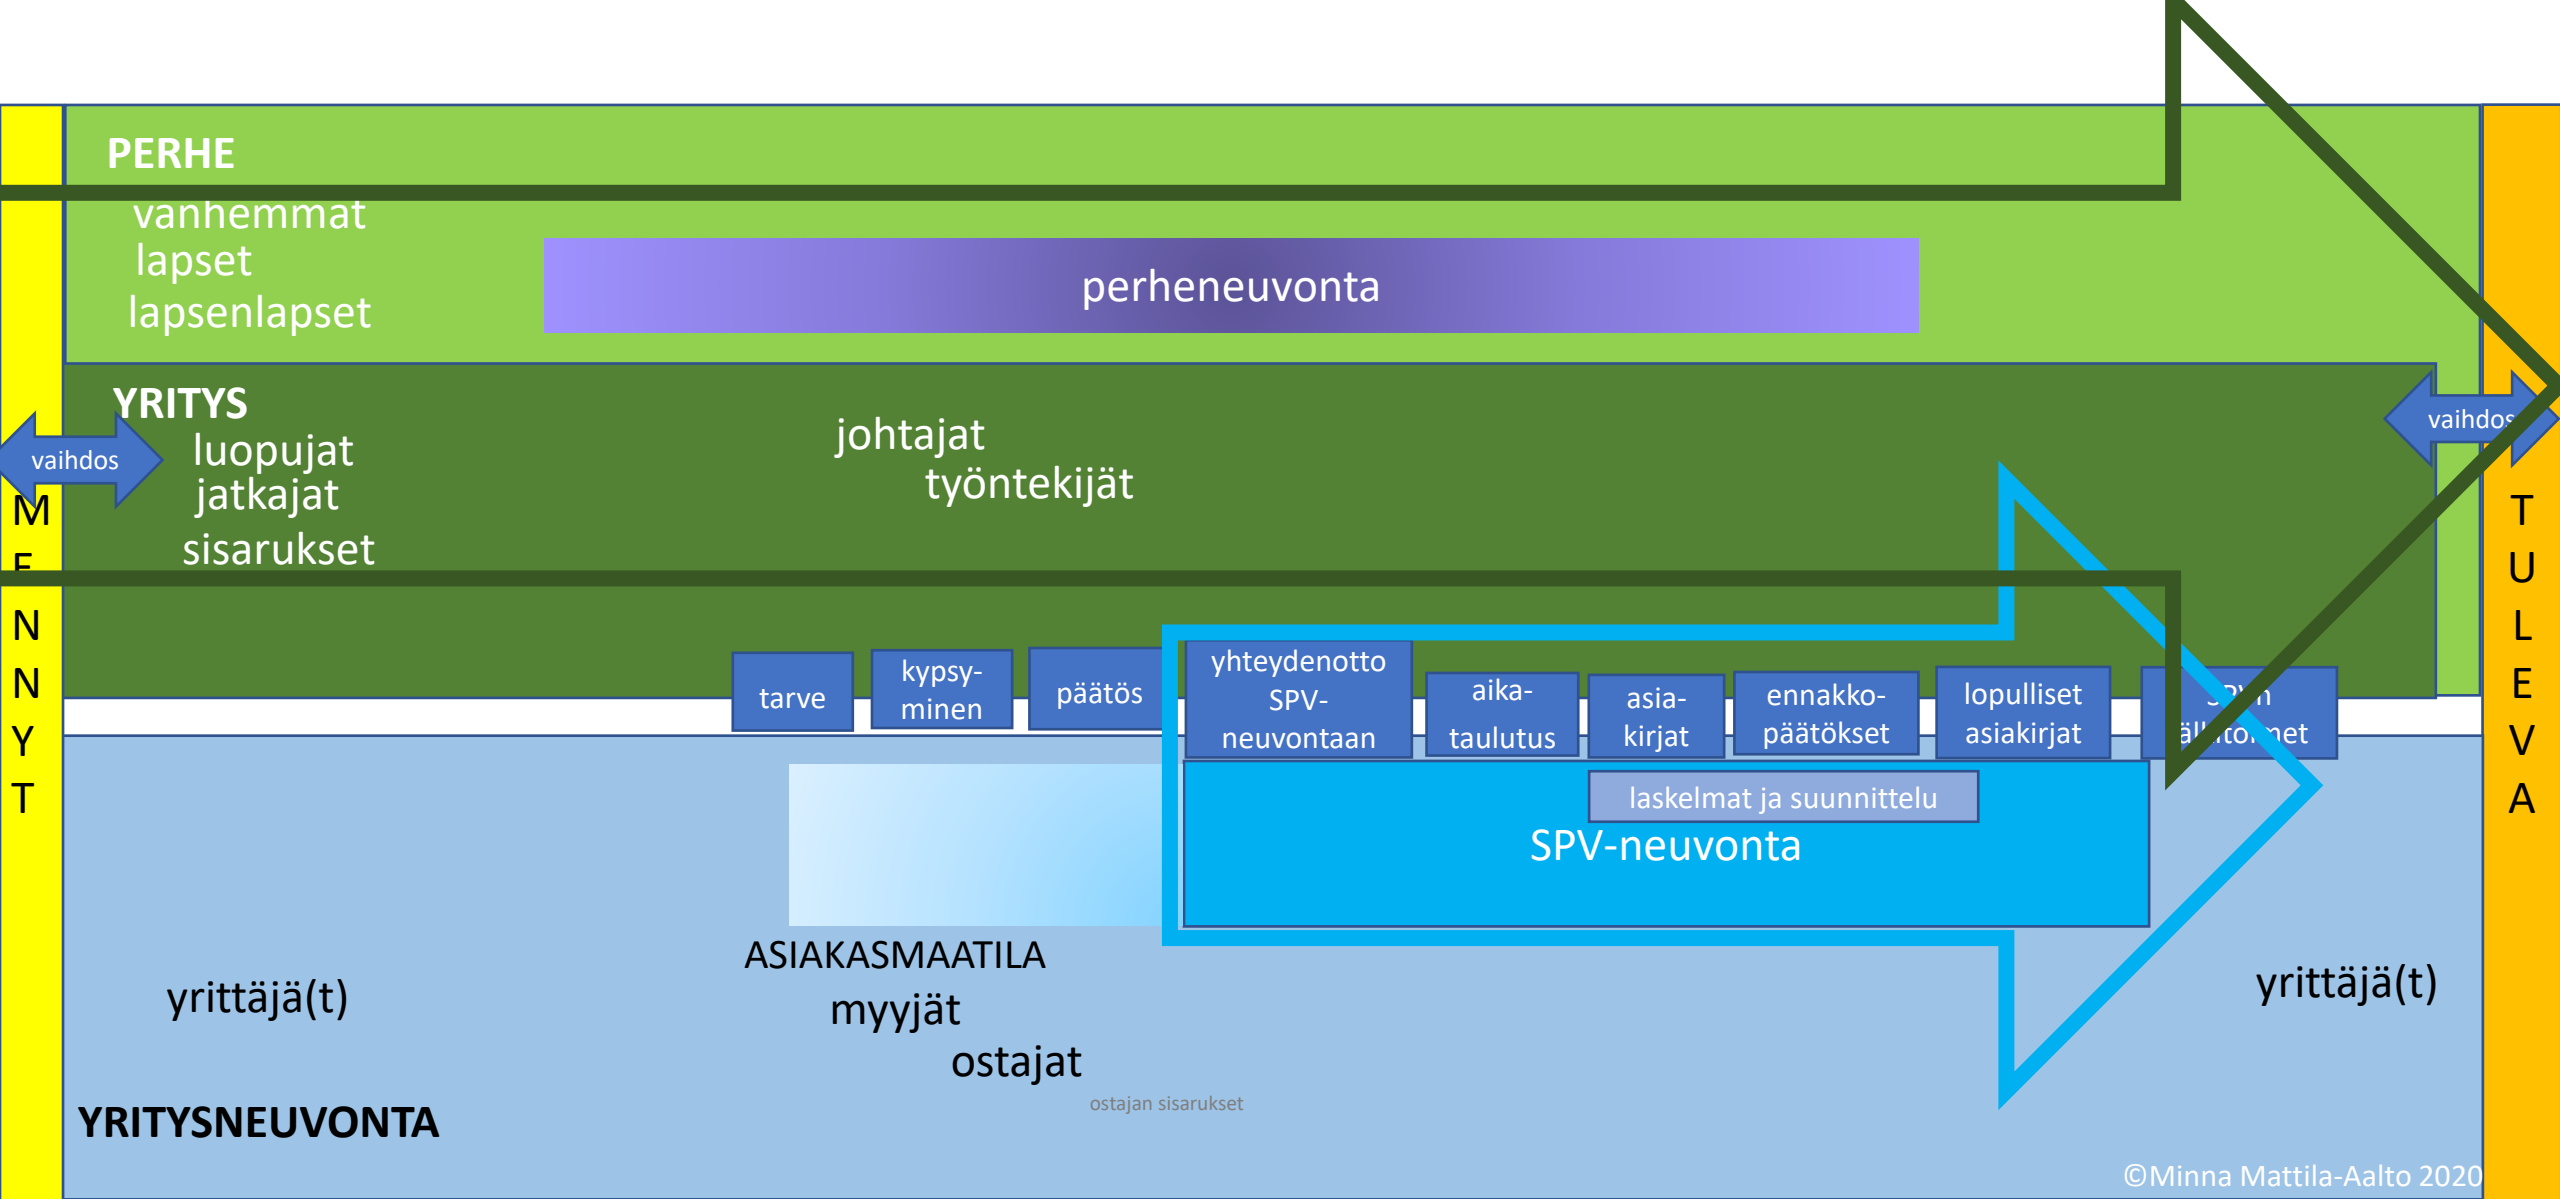 PERHE
vanhemmat
lapset
lapsenlapset
perheneuvonta
YRITYS
luopujat
jatkajat
sisarukset
johtajat
työntekijät
vaihdos
vaihdos
M
E
N
N
Y
T
T
U
L
E
V
A
tarve
kypsy-
minen
päätös
yhteydenotto
SPV-
neuvontaan
aika-
taulutus
asia-
kirjat
ennakko-
päätökset
lopulliset
asiakirjat
laskelmat ja suunnittelu
SPV-neuvonta
ASIAKASMAATILA
myyjät
ostajat
ostajan sisarukset
yrittäjä(t)
yrittäjä(t)
YRITYSNEUVONTA
©Minna Mattila-Aalto 2020